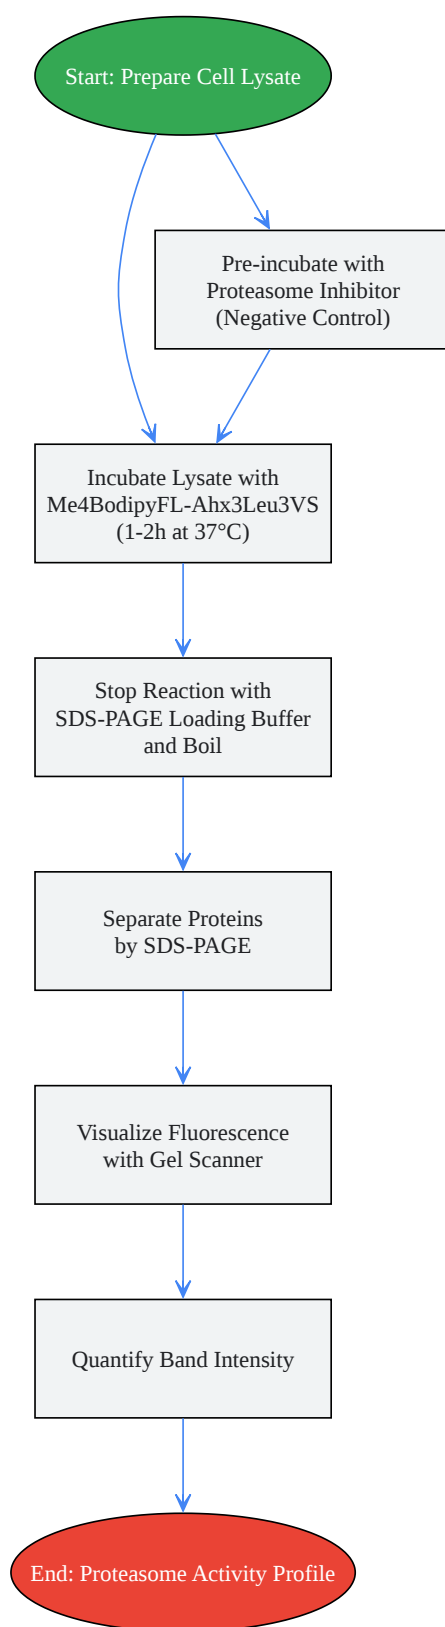 Start: Prepare Cell Lysate
Pre-incubate with
Proteasome Inhibitor
(Negative Control)
Incubate Lysate with
Me4BodipyFL-Ahx3Leu3VS
(1-2h at 37°C)
Stop Reaction with
SDS-PAGE Loading Buffer
and Boil
Separate Proteins
by SDS-PAGE
Visualize Fluorescence
with Gel Scanner
Quantify Band Intensity
End: Proteasome Activity Profile